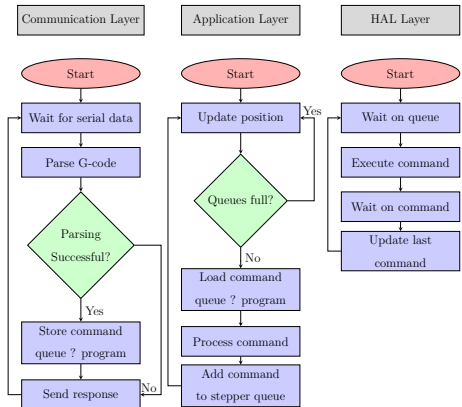 Communication Layer
Start
Wait for serial data
Parse G-code
Parsing
Successful?
Yes
Store command
queue ? program
Send response
No
Application Layer
Start
Update position
Yes
Queues full?
No
Load command
queue ? program
Process command
Add command
to stepper queue
HAL Layer
Start
Wait on queue
Execute command
Wait on command
Update last
command